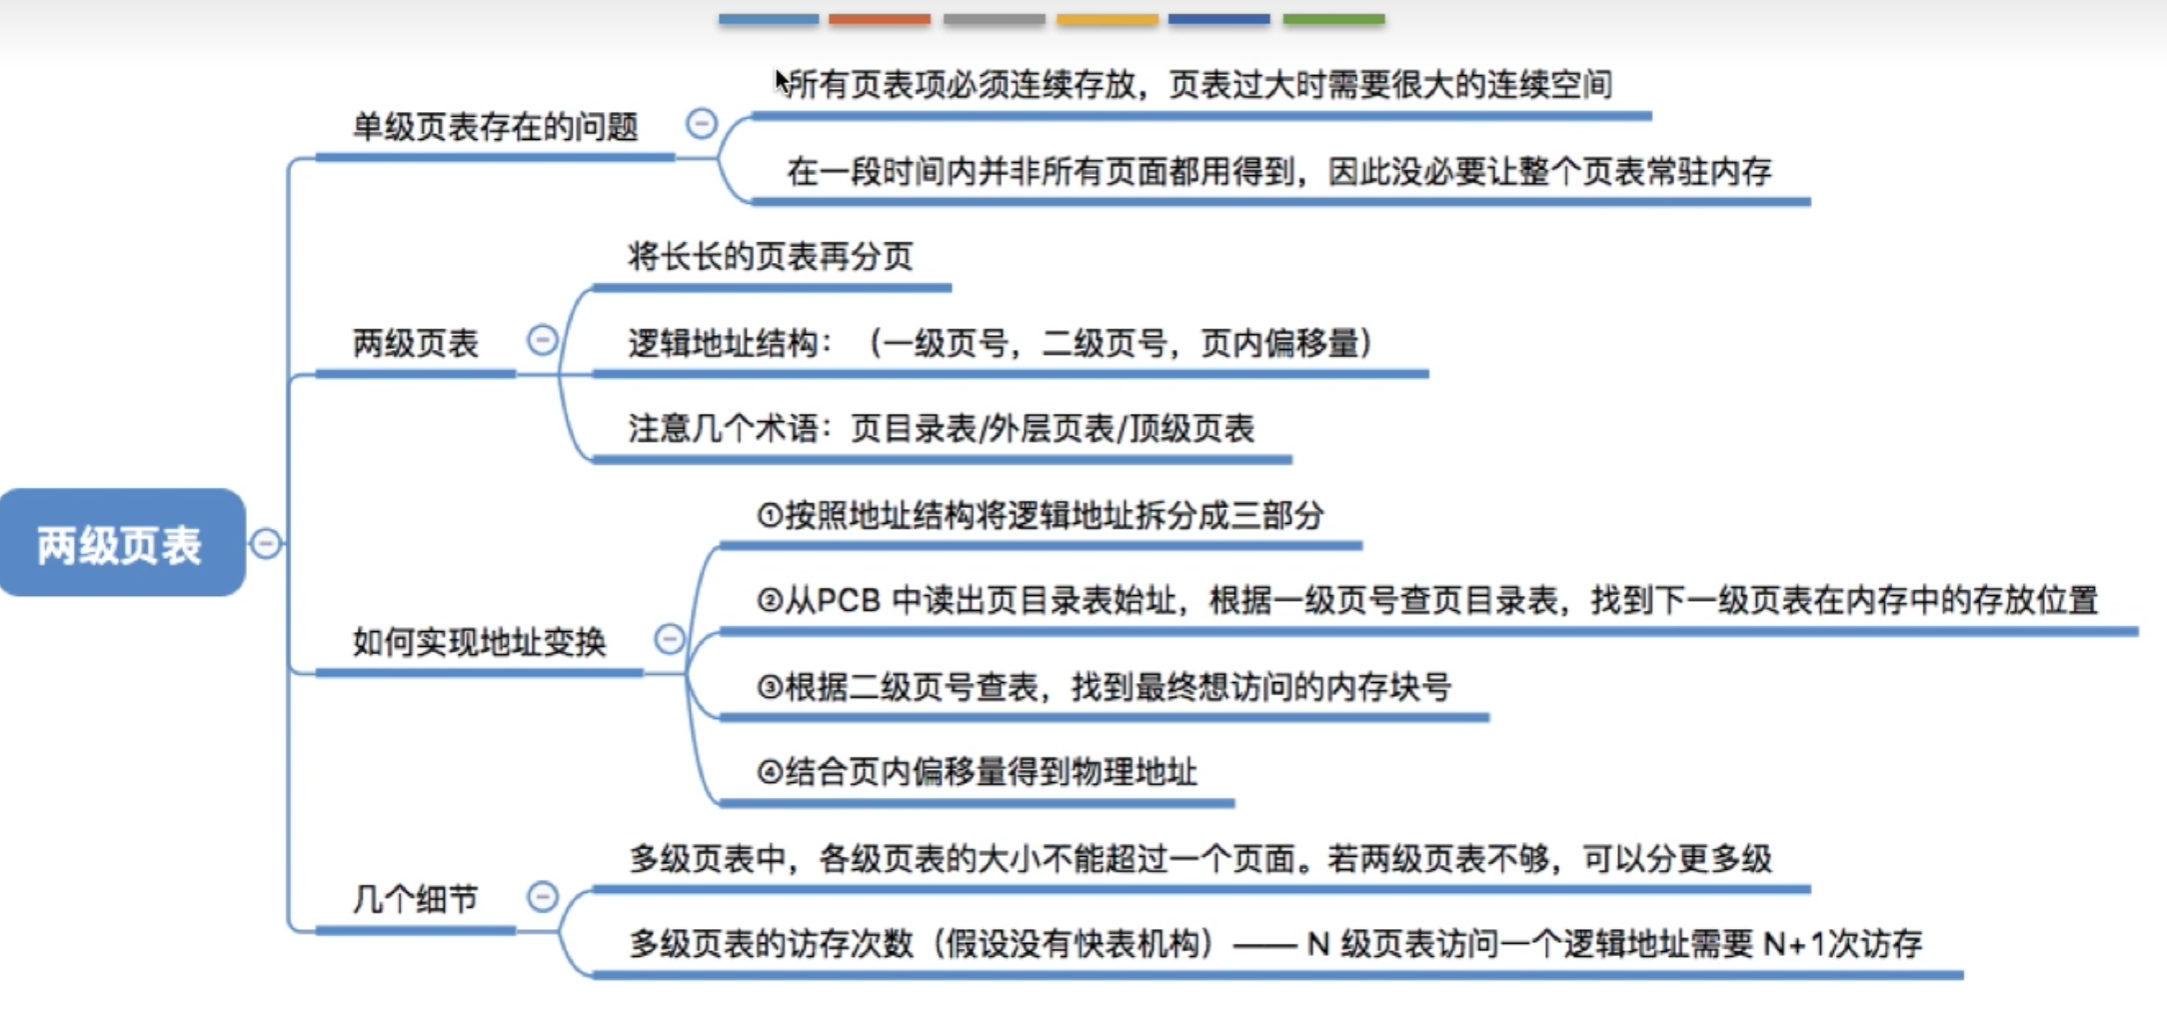 单级页表存在的问题
所有页表项必须连续存放，页表过大时需要很大的连续空间
在一段时间内并非所有页面都用得到，因此没必要让整个页表常驻内存
两级页表
将长长的页表再分页
逻辑地址结构：（一级页号，二级页号，页内偏移量）
注意几个术语：页目录表/外层页表/顶级页表
两级页表
如何实现地址变换
①按照地址结构将逻辑地址拆分成三部分
②从PCB 中读出页目录表始址，根据一级页号查页目录表，找到下一级页表在内存中的存放位置
③根据二级页号查表，找到最终想访问的内存块号
④结合页内偏移量得到物理地址
几个细节
多级页表中，各级页表的大小不能超过一个页面。若两级页表不够，可以分更多级
多级页表的访存次数（假设没有快表机构）—— N 级页表访问一个逻辑地址需要 N+1次访存